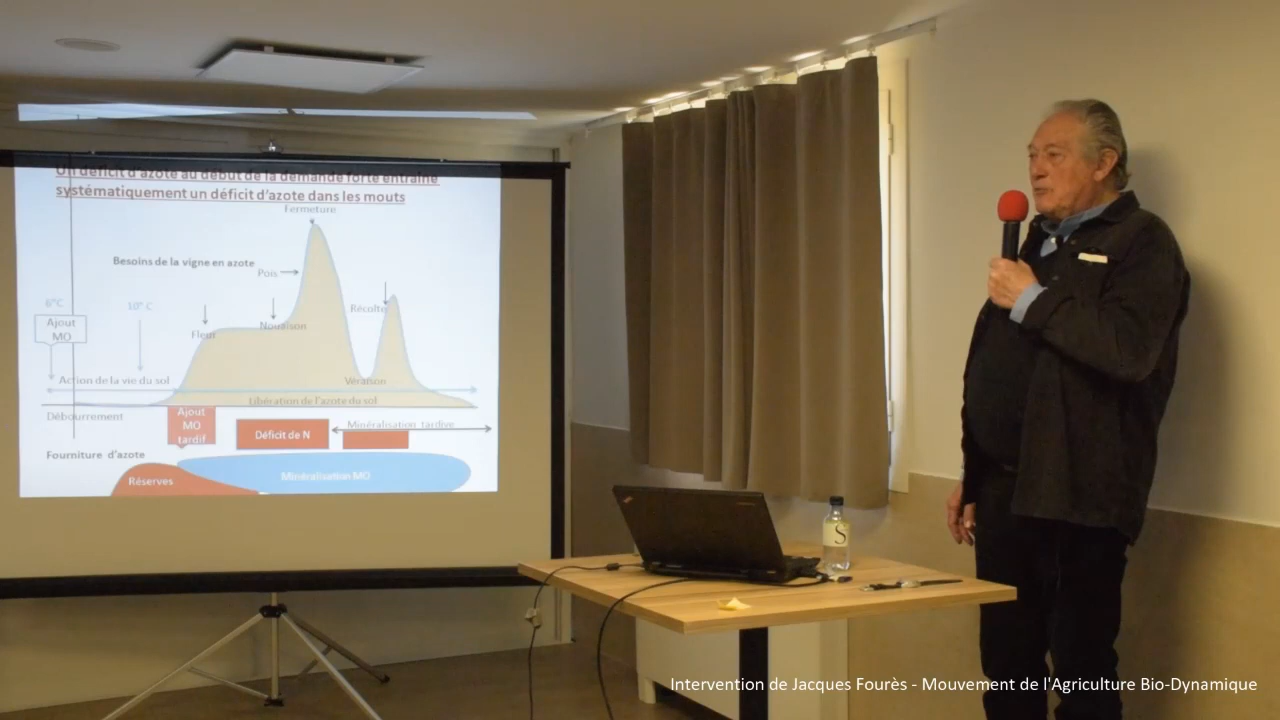 Un déficit d'azote au début de la demande forte entraîne
systématiquement un déficit d'azote dans les mouts
Fermeture
Besoins de la vigne en azote
Pois
6°C
10° C
Récolte
Ajout
MO
Fleur
Nouaison
Action de la vie du sol
Véraison
Libération de l'azote du sol
Débourrement
Ajout
MO
tardif
Déficit de N
Minéralisation tardive
Fourniture d'azote
Réserves
Minéralisation MO
S
Intervention de Jacques Fourès - Mouvement de l'Agriculture Bio-Dynamique